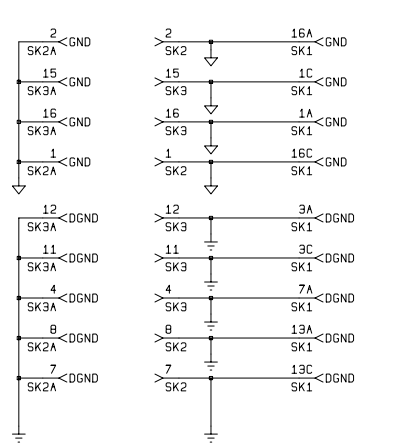 2 GND 2 16A GND
SK2A SK2 SK1
15 GND 15 1C GND
SK3A SK3 SK1
16 GND 16 1A GND
SK3A SK3 SK1
1 GND 1 16C GND
SK2A SK2 SK1
12 DGND 12 3A DGND
SK3A SK3 SK1
11 DGND 11 3C DGND
SK3A SK3 SK1
4 DGND 4 7A DGND
SK3A SK3 SK1
8 DGND 8 13A DGND
SK2A SK2 SK1
7 DGND 7 13C DGND
SK2A SK2 SK1